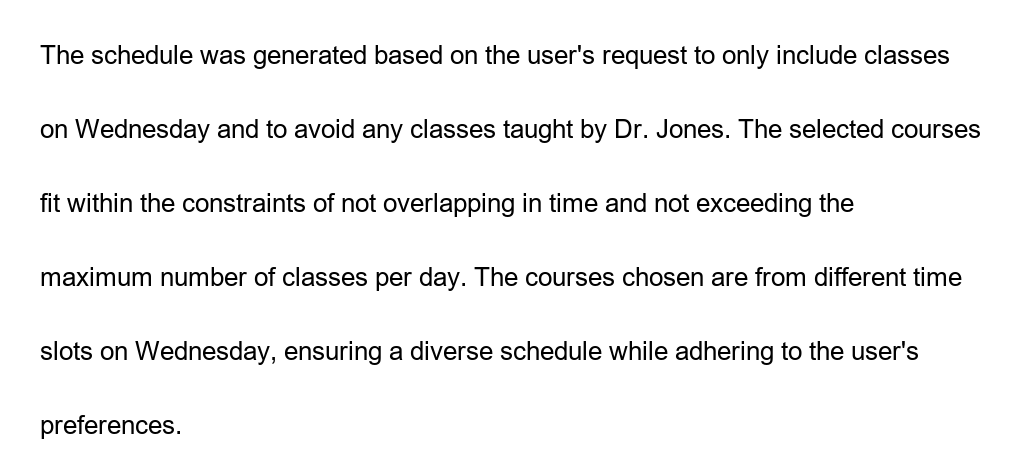 The schedule was generated based on the user's request to only include classes
on Wednesday and to avoid any classes taught by Dr. Jones. The selected courses
fit within the constraints of not overlapping in time and not exceeding the
maximum number of classes per day. The courses chosen are from different time
slots on Wednesday, ensuring a diverse schedule while adhering to the user's
preferences.